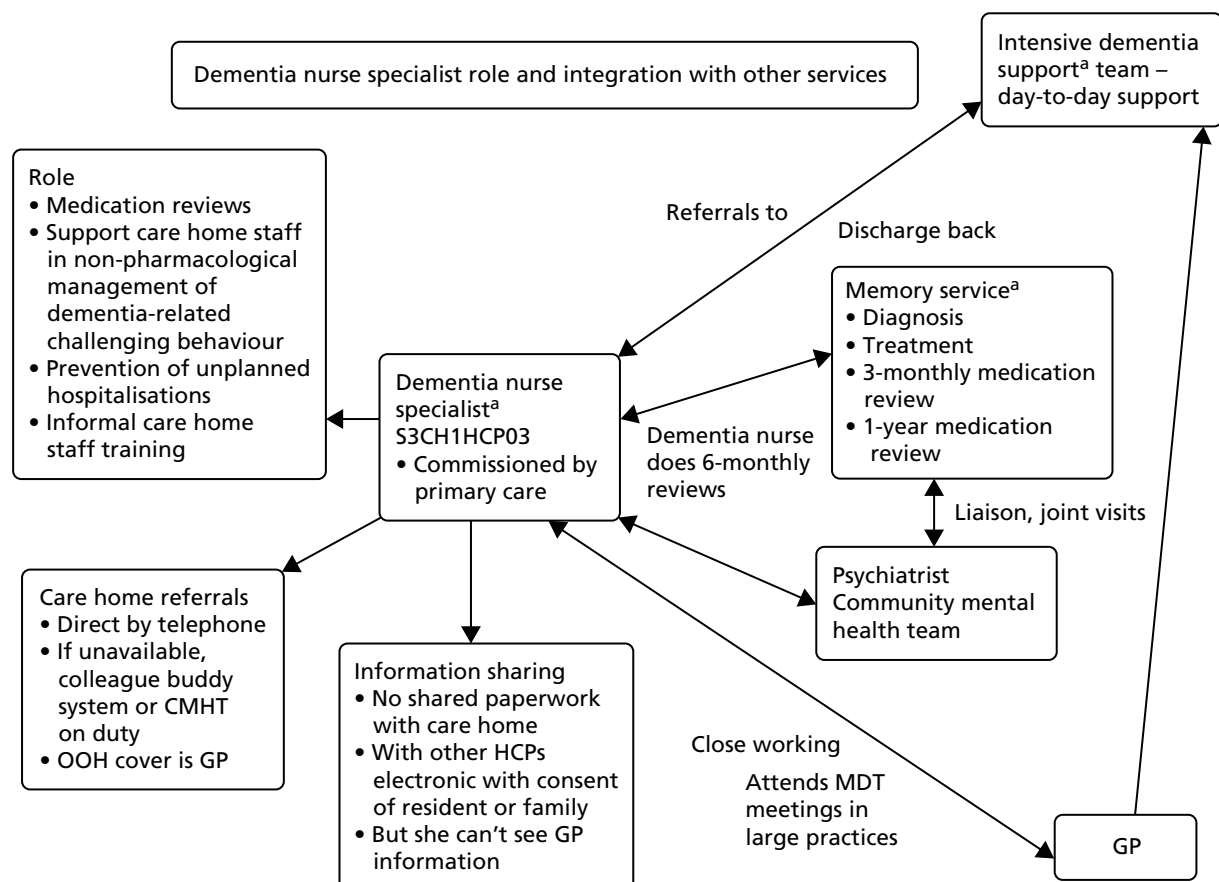 Dementia nurse specialist role and integration with other services
Intensive dementia
supportᵃ team –
day-to-day support
Role
• Medication reviews
• Support care home staff
in non-pharmacological
management of
dementia-related
challenging behaviour
• Prevention of unplanned
hospitalisations
• Informal care home
staff training
Referrals to
Discharge back
Memory serviceᵃ
• Diagnosis
• Treatment
• 3-monthly medication
review
• 1-year medication
review
Dementia nurse
specialistᵃ
S3CH1HCP03
• Commissioned by
primary care
Dementia nurse
does 6-monthly
reviews
Liaison, joint visits
Psychiatrist
Community mental
health team
Care home referrals
• Direct by telephone
• If unavailable,
colleague buddy
system or CMHT
on duty
• OOH cover is GP
Information sharing
• No shared paperwork
with care home
• With other HCPs
electronic with consent
of resident or family
• But she can’t see GP
information
Close working
Attends MDT
meetings in
large practices
GP